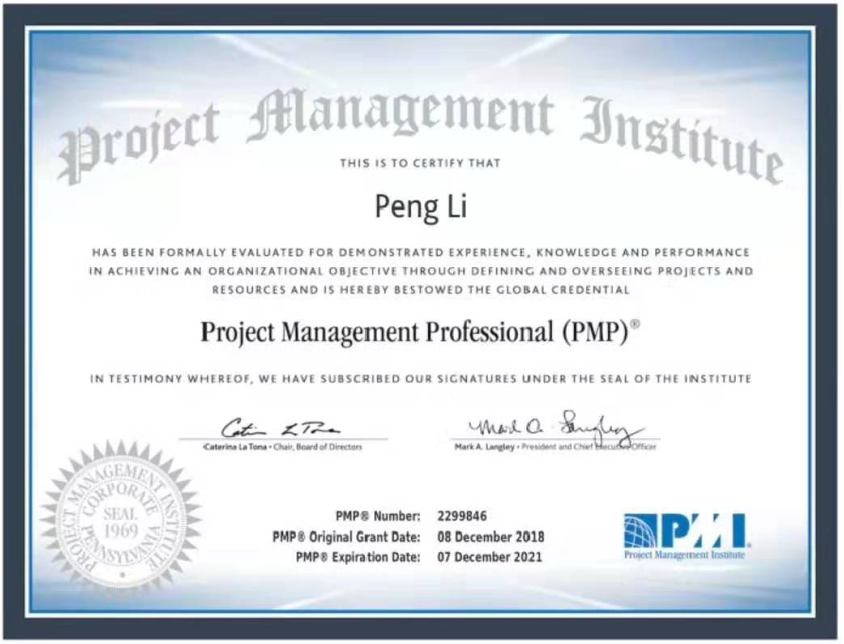 Project Management Institute
THIS IS TO CERTIFY THAT
Peng Li
HAS BEEN FORMALLY EVALUATED FOR DEMONSTRATED EXPERIENCE, KNOWLEDGE AND PERFORMANCE
IN ACHIEVING AN ORGANIZATIONAL OBJECTIVE THROUGH DEFINING AND OVERSEEING PROJECTS AND
RESOURCES AND IS HEREBY BESTOWED THE GLOBAL CREDENTIAL
Project Management Professional (PMP)®
IN TESTIMONY WHEREOF, WE HAVE SUBSCRIBED OUR SIGNATURES UNDER THE SEAL OF THE INSTITUTE
Caterina La Tona • Chair, Board of Directors
Mark A. Langley • President and Chief Executive Officer
PROJECT MANAGEMENT INSTITUTE
CORPORATE
SEAL
1969
PENNSYLVANIA
PMP® Number: 2299846
PMP® Original Grant Date: 08 December 2018
PMP® Expiration Date: 07 December 2021
PMI
Project Management Institute